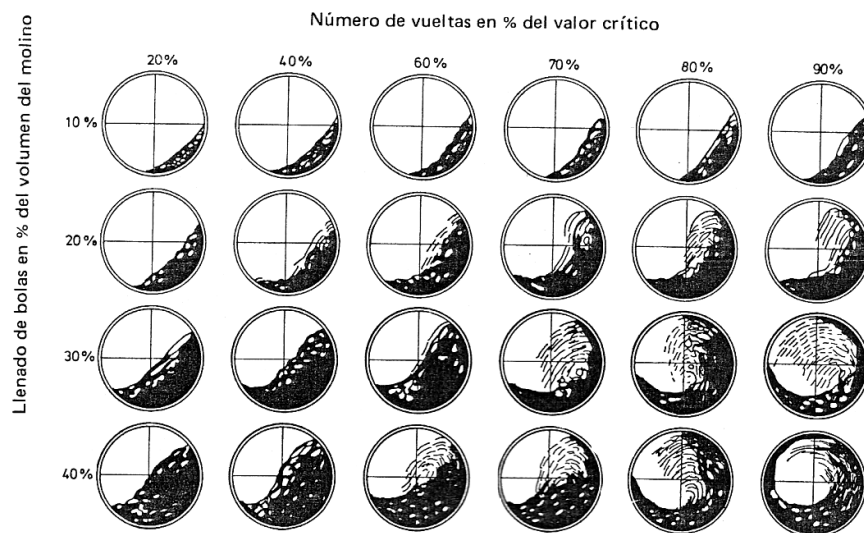 Número de vueltas en % del valor crítico
Llenado de bolas en % del volumen del molino
20% 40% 60% 70% 80% 90%
10%
20%
30%
40%